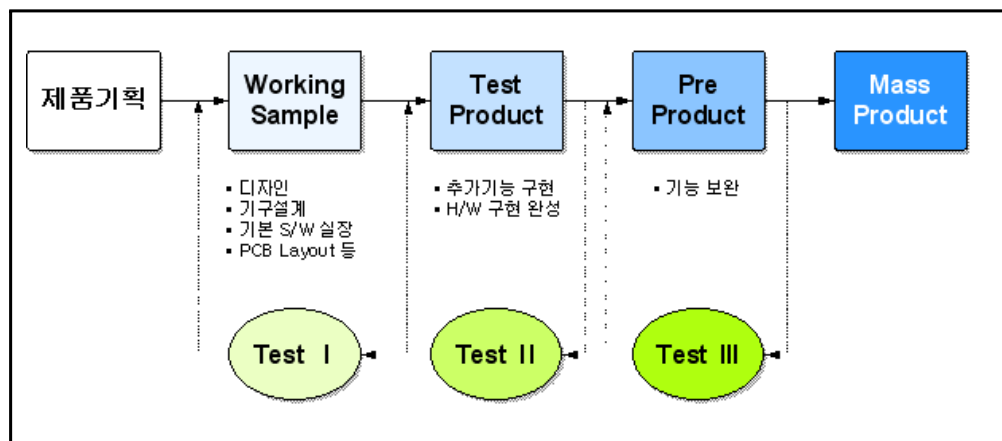 제품기획
Working
Sample
Test
Product
Pre
Product
Mass
Product
▪ 디자인
▪ 기구설계
▪ 기본 S/W 실장
▪ PCB Layout 등
▪ 추가기능 구현
▪ H/W 구현 완성
▪ 기능 보완
Test Ⅰ
Test Ⅱ
Test Ⅲ